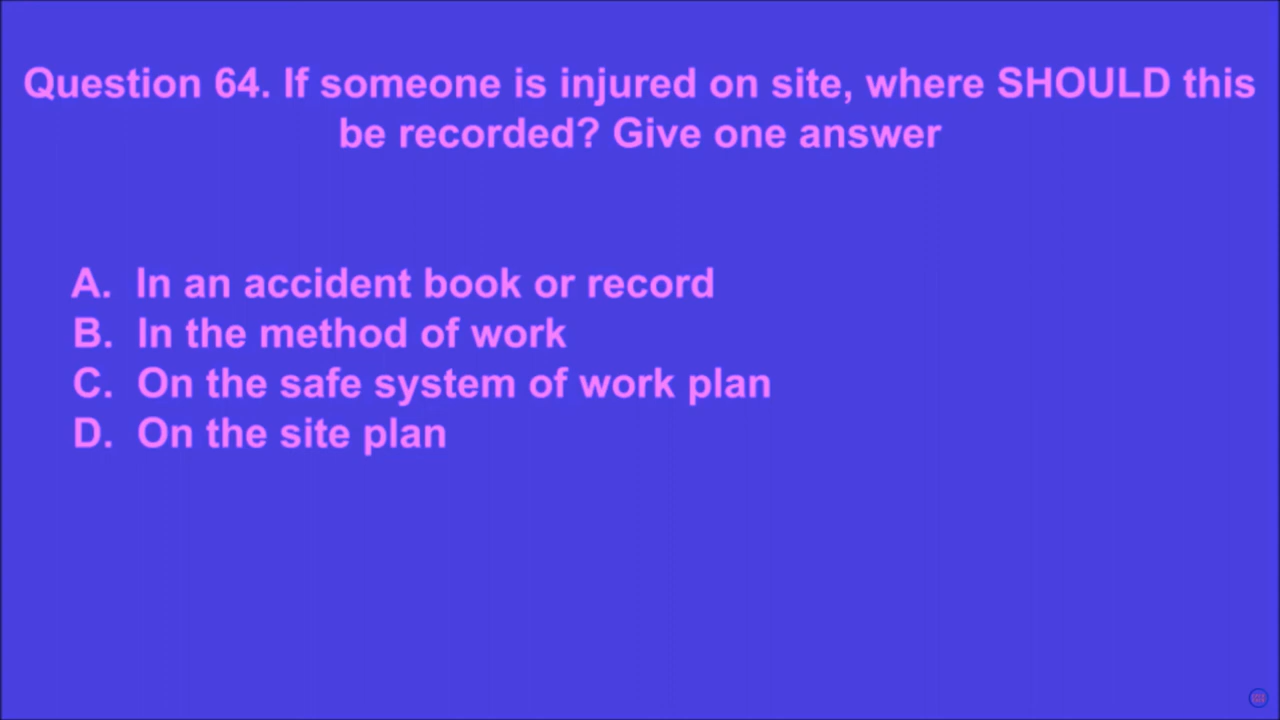 Question 64. If someone is injured on site, where SHOULD this
be recorded? Give one answer
A. In an accident book or record
B. In the method of work
C. On the safe system of work plan
D. On the site plan